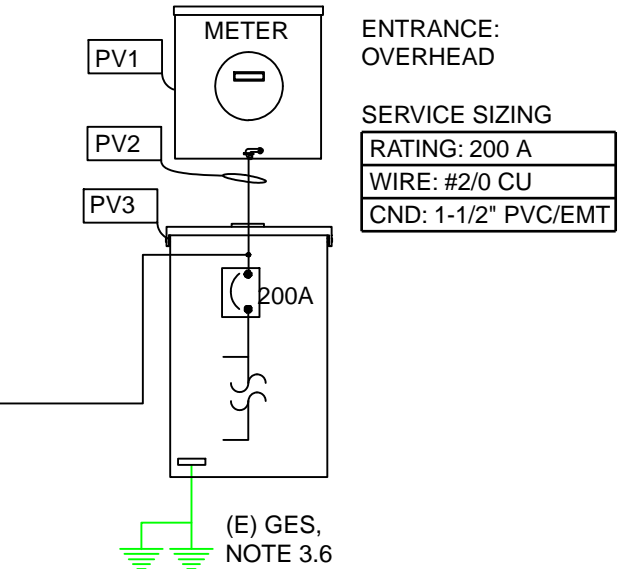 METER
PV1
PV2
PV3
200A
(E) GES,
NOTE 3.6
ENTRANCE:
OVERHEAD
SERVICE SIZING
RATING: 200 A
WIRE: #2/0 CU
CND: 1-1/2" PVC/EMT